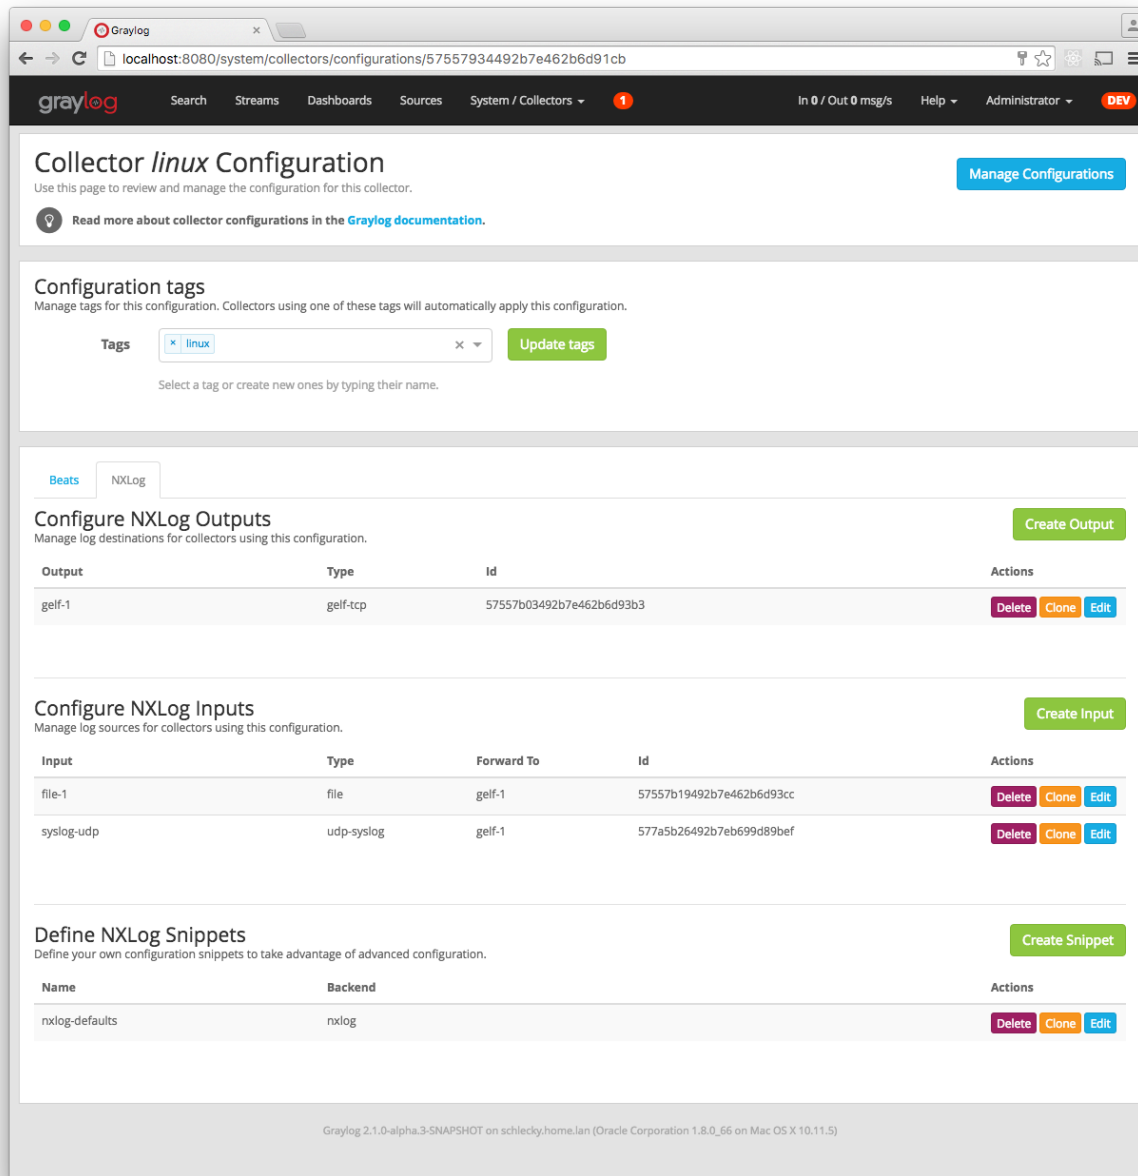 Graylog
localhost:8080/system/collectors/configurations/57557934492b7e462b6d91cb
graylog Search Streams Dashboards Sources System / Collectors 1 In 0 / Out 0 msg/s Help Administrator DEV
Collector linux Configuration
Manage Configurations
Use this page to review and manage the configuration for this collector.
Read more about collector configurations in the Graylog documentation.
Configuration tags
Manage tags for this configuration. Collectors using one of these tags will automatically apply this configuration.
Tags × linux × Update tags
Select a tag or create new ones by typing their name.
Beats NXLog
Configure NXLog Outputs
Create Output
Manage log destinations for collectors using this configuration.
Output Type Id Actions
gelf-1 gelf-tcp 57557b03492b7e462b6d93b3 Delete Clone Edit
Configure NXLog Inputs
Create Input
Manage log sources for collectors using this configuration.
Input Type Forward To Id Actions
file-1 file gelf-1 57557b19492b7e462b6d93cc Delete Clone Edit
syslog-udp udp-syslog gelf-1 577a5b26492b7eb699d89bef Delete Clone Edit
Define NXLog Snippets
Create Snippet
Define your own configuration snippets to take advantage of advanced configuration.
Name Backend Actions
nxlog-defaults nxlog Delete Clone Edit
Graylog 2.1.0-alpha.3-SNAPSHOT on schlecky.home.lan (Oracle Corporation 1.8.0_66 on Mac OS X 10.11.5)